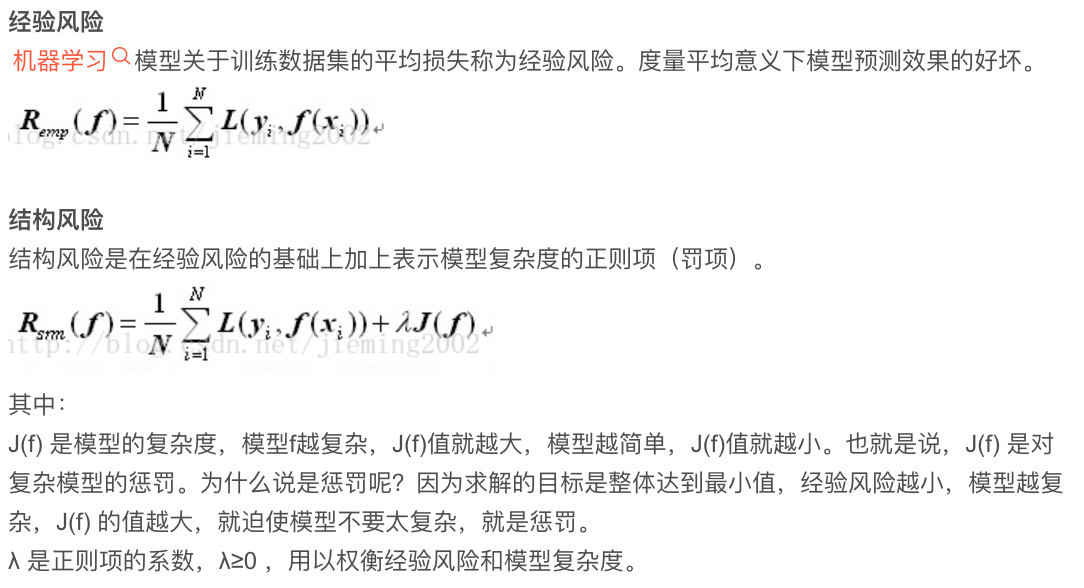 经验风险
机器学习模型关于训练数据集的平均损失称为经验风险。度量平均意义下模型预测效果的好坏。
R_emp(f)=1/N ∑_{i=1}^{N} L(y_i,f(x_i))↵
blog.csdn.net/jieming2002
结构风险
结构风险是在经验风险的基础上加上表示模型复杂度的正则项（罚项）。
R_srm(f)=1/N ∑_{i=1}^{N} L(y_i,f(x_i))+λJ(f)↵
http://blog.csdn.net/jieming2002
其中：
J(f) 是模型的复杂度，模型f越复杂，J(f)值就越大，模型越简单，J(f)值就越小。也就是说，J(f) 是对
复杂模型的惩罚。为什么说是惩罚呢？因为求解的目标是整体达到最小值，经验风险越小，模型越复
杂，J(f) 的值越大，就迫使模型不要太复杂，就是惩罚。
λ 是正则项的系数，λ≥0 ，用以权衡经验风险和模型复杂度。